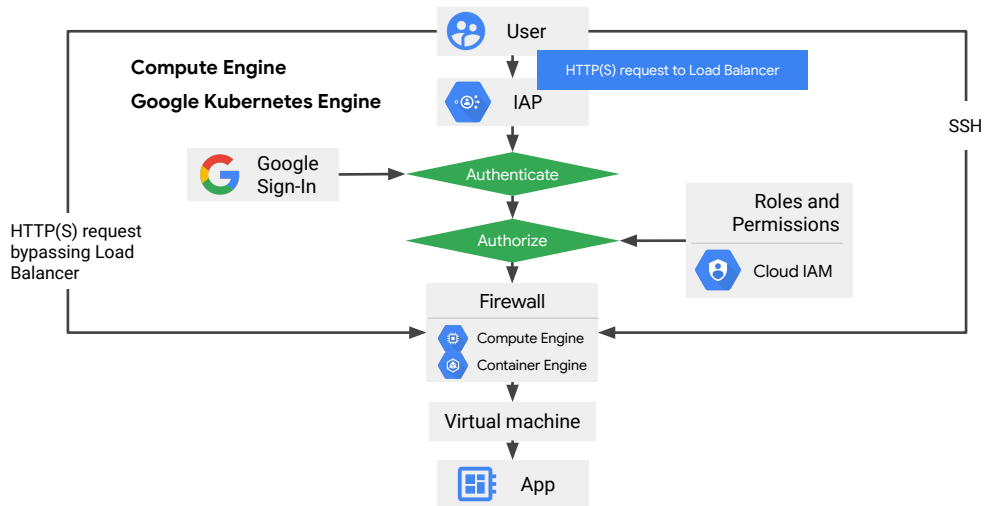 User
HTTP(S) request to Load Balancer
Compute Engine
Google Kubernetes Engine
IAP
SSH
Google
Sign-In
Authenticate
Roles and
Permissions
Cloud IAM
Authorize
HTTP(S) request
bypassing Load
Balancer
Firewall
Compute Engine
Container Engine
Virtual machine
App